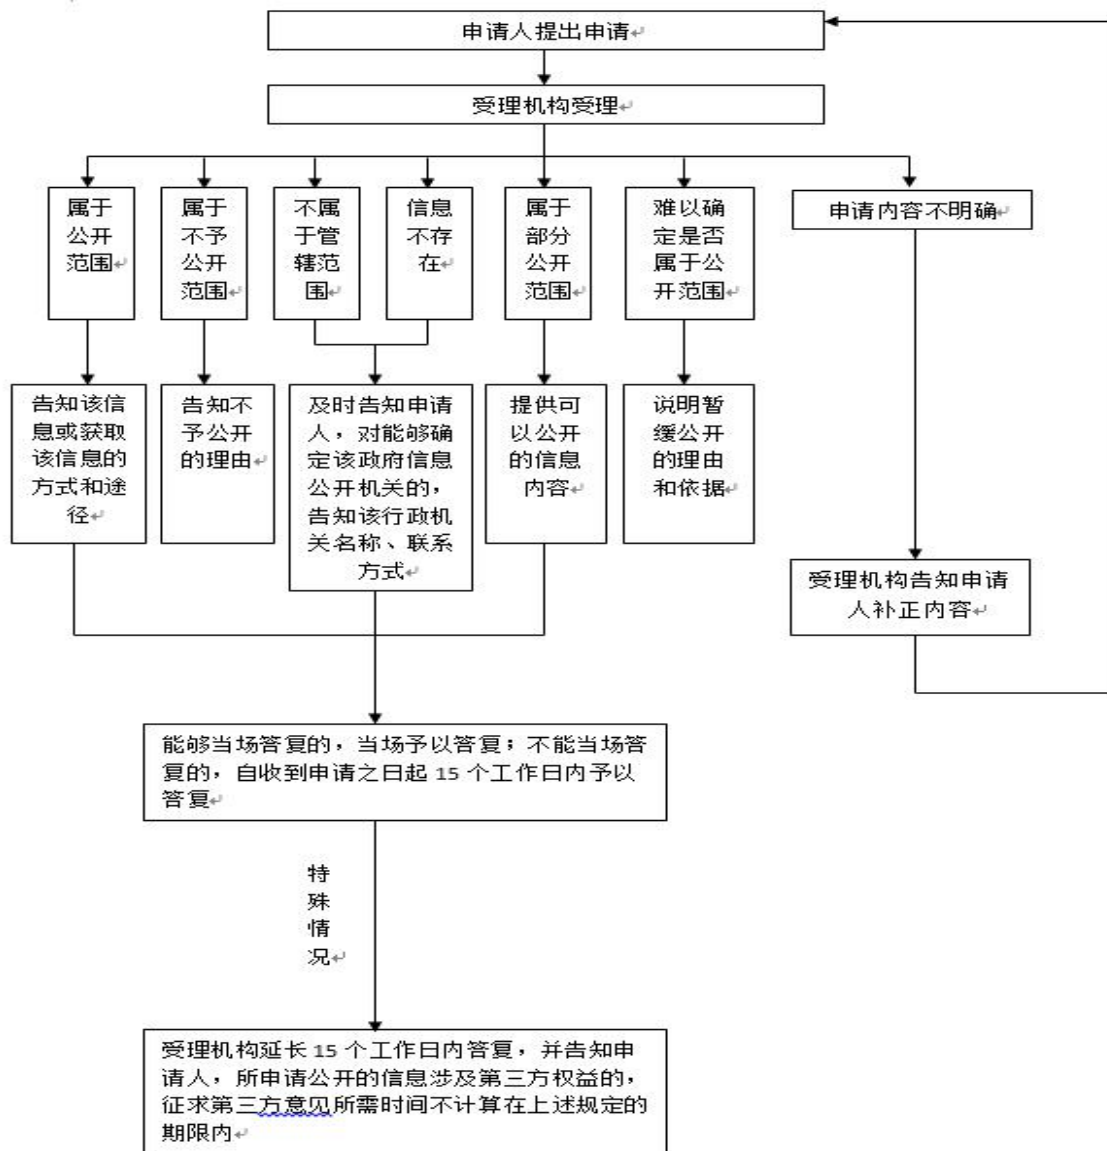 申请人提出申请
受理机构受理
属于
公开
范围
属于
不予
公开
范围
不属
于管
辖范
围
信息
不存
在
属于
部分
公开
范围
难以确
定是否
属于公
开范围
申请内容不明确
告知该信
息或获取
该信息的
方式和途
径
告知不
予公开
的理由
及时告知申请
人，对能够确
定该政府信息
公开机关的，
告知该行政机
关名称、联系
方式
提供可
以公开
的信息
内容
说明暂
缓公开
的理由
和依据
受理机构告知申请
人补正内容
能够当场答复的，当场予以答复；不能当场答
复的，自收到申请之日起 15 个工作日内予以
答复
特
殊
情
况
受理机构延长 15 个工作日内答复，并告知申
请人，所申请公开的信息涉及第三方权益的，
征求第三方意见所需时间不计算在上述规定的
期限内